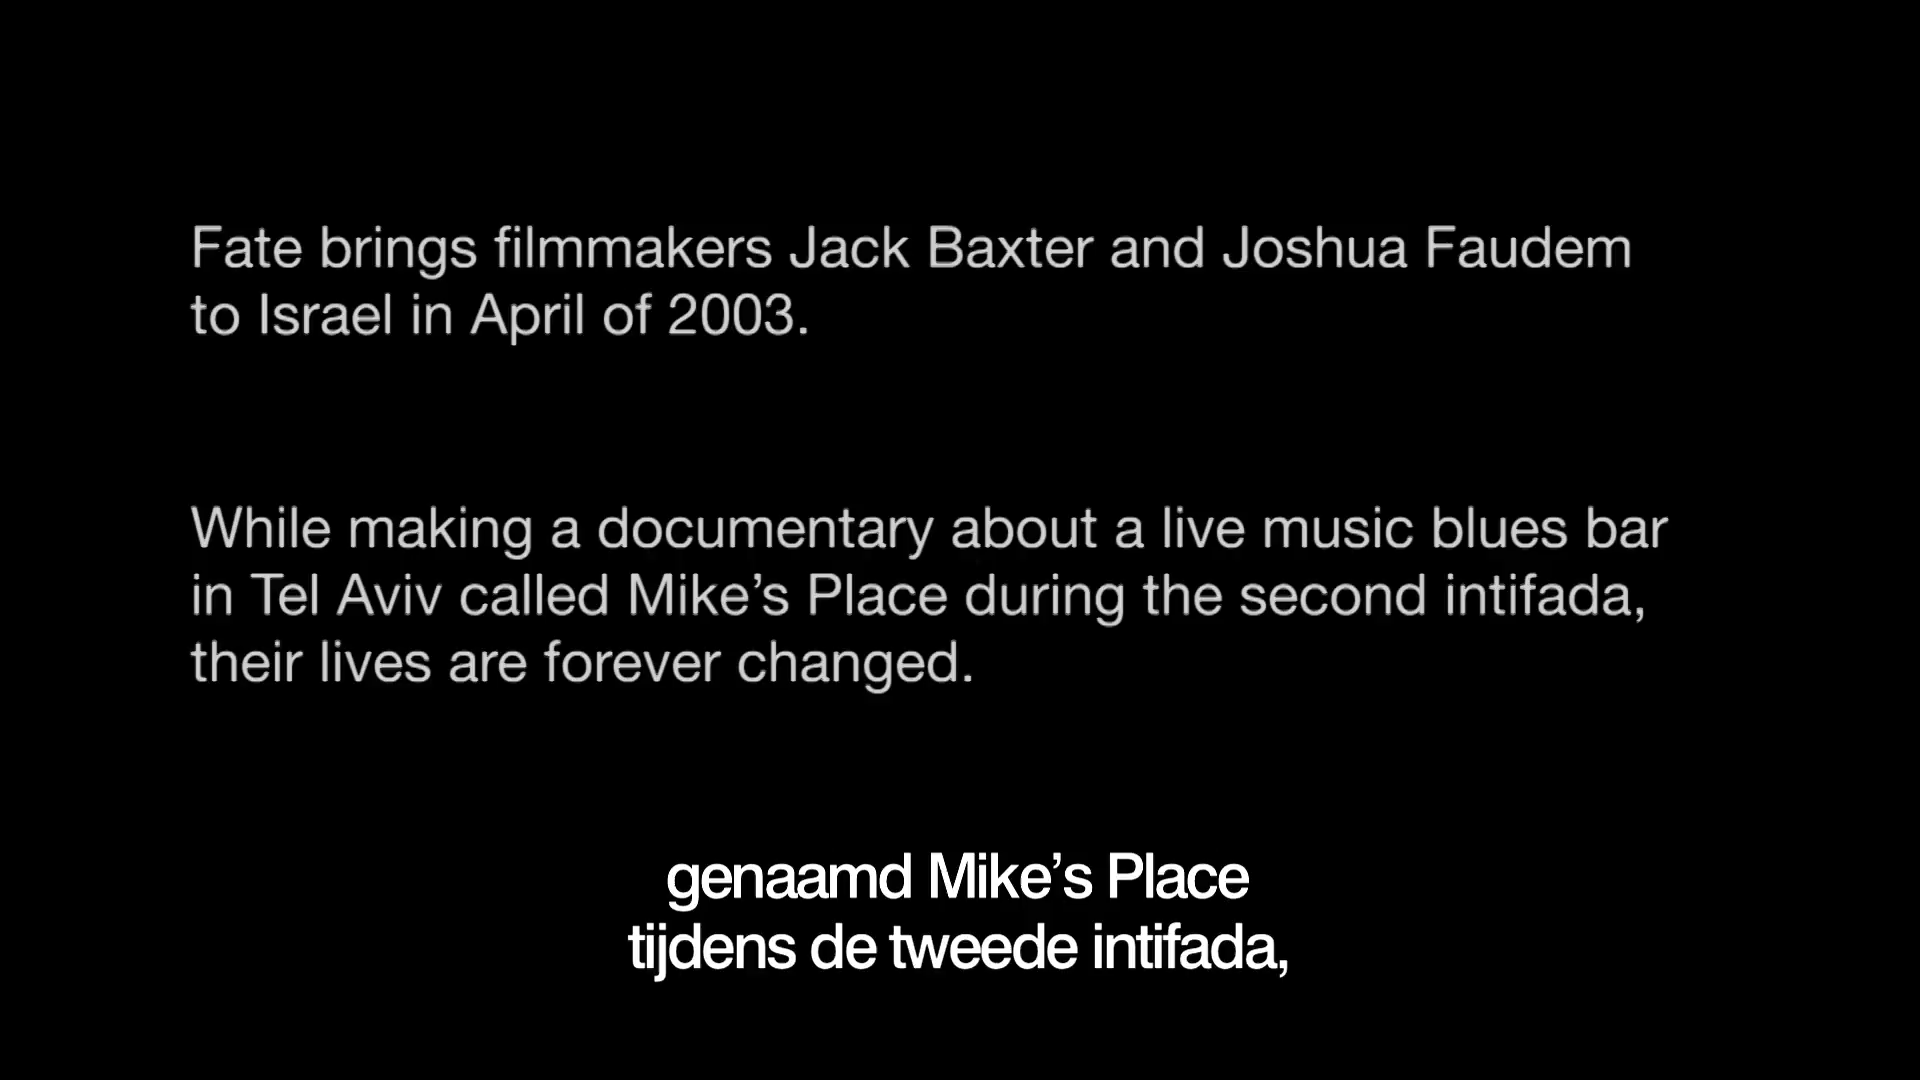 Fate brings filmmakers Jack Baxter and Joshua Faudem
to Israel in April of 2003.
While making a documentary about a live music blues bar
in Tel Aviv called Mike’s Place during the second intifada,
their lives are forever changed.
genaamd Mike’s Place
tijdens de tweede intifada,